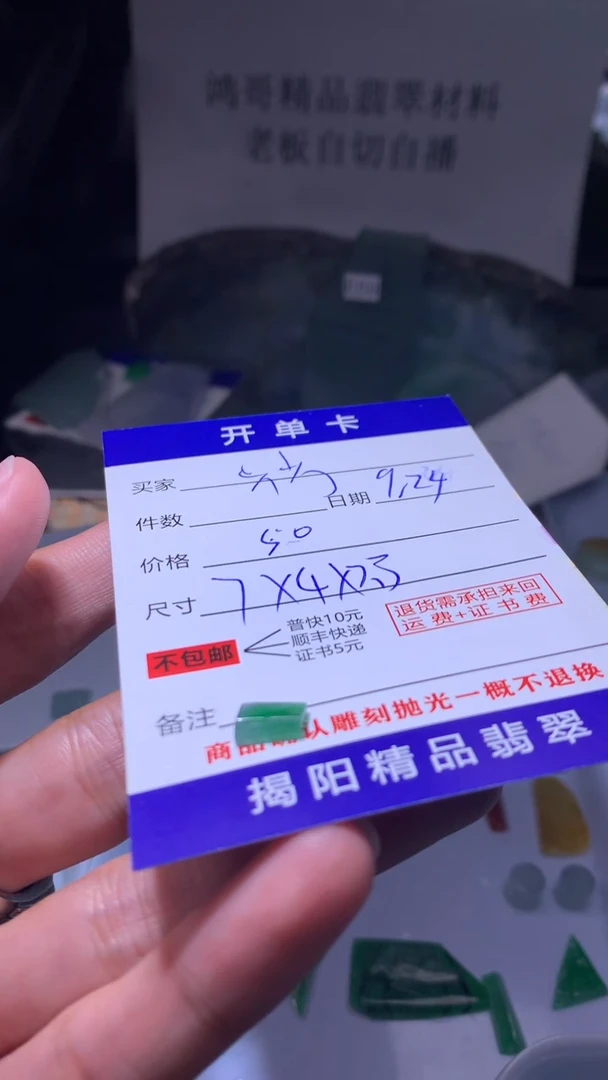 鸿哥精品翡翠材料
老板自切自播
开单卡
买家
日期 9.24
件数
价格 50
尺寸 7X4X
普快10元
不包邮 顺丰快递
证书5元
退货需承担来回
运费+证书费
备注
商品确认雕刻抛光一概不退换
揭阳精品翡翠